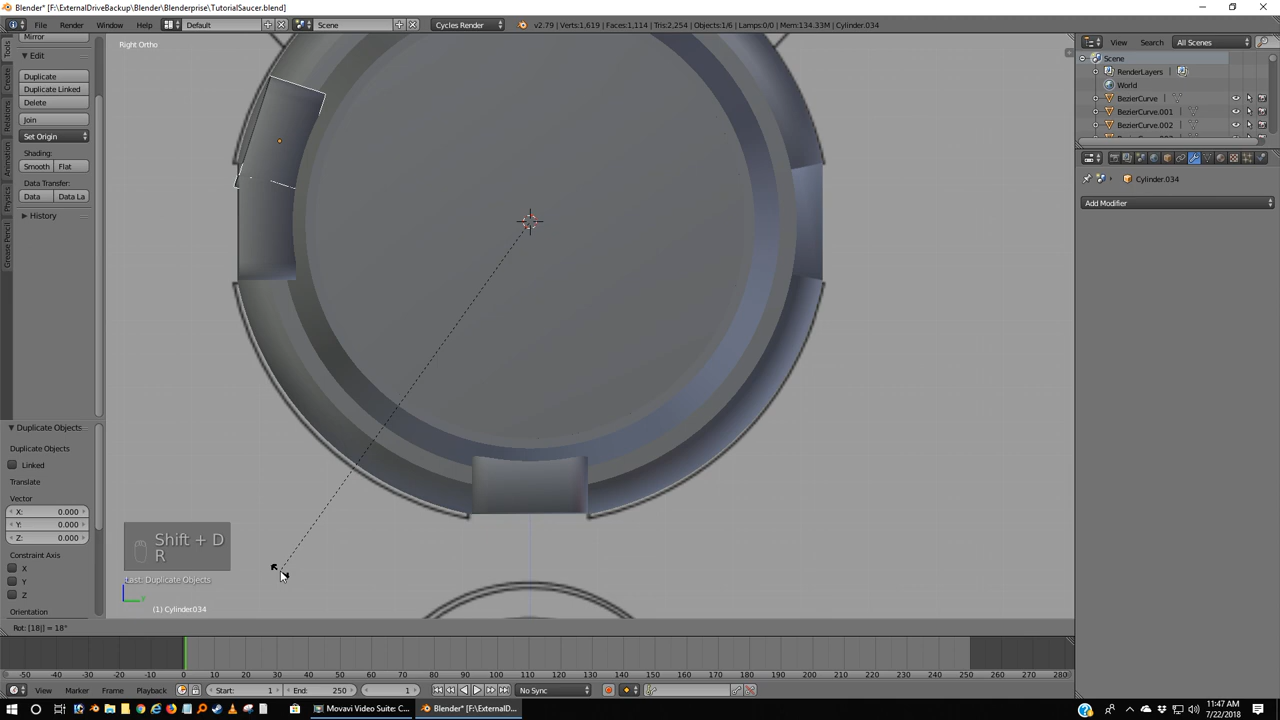 Blender* [F:\ExternalDriveBackup\Blender\Blenderprise\TutorialSaucer.blend]
File Render Window Help Default Scene Cycles Render v2.79 | Verts:1,619 | Faces:1,114 | Tris:2,254 | Objects:1/6 | Lamps:0/0 | Mem:134.33M | Cylinder.034
Mirror
Edit
Duplicate
Duplicate Linked
Delete
Join
Set Origin
Shading:
Smooth Flat
Data Transfer:
Data Data La
History
Tools
Create
Relations
Animation
Physics
Grease Pencil
Right Ortho
View Search All Scenes
Scene
RenderLayers
World
BezierCurve
BezierCurve.001
BezierCurve.002
Cylinder.034
Add Modifier
Duplicate Objects
Duplicate Objects
Linked
Translate
Vector
X: 0.000
Y: 0.000
Z: 0.000
Constraint Axis
X
Y
Z
Orientation
Shift + D
R
Last: Duplicate Objects
Y
(1) Cylinder.034
Rot: [18|] = 18°
-50 -40 -30 -20 -10 0 10 20 30 40 50 60 70 80 90 100 110 120 130 140 150 160 170 180 190 200 210 220 230 240 250 260 270 280
View Marker Frame Playback Start: 1 End: 250 1 No Sync
Movavi Video Suite: C... Blender* [F:\ExternalD...
11:47 AM
7/22/2018